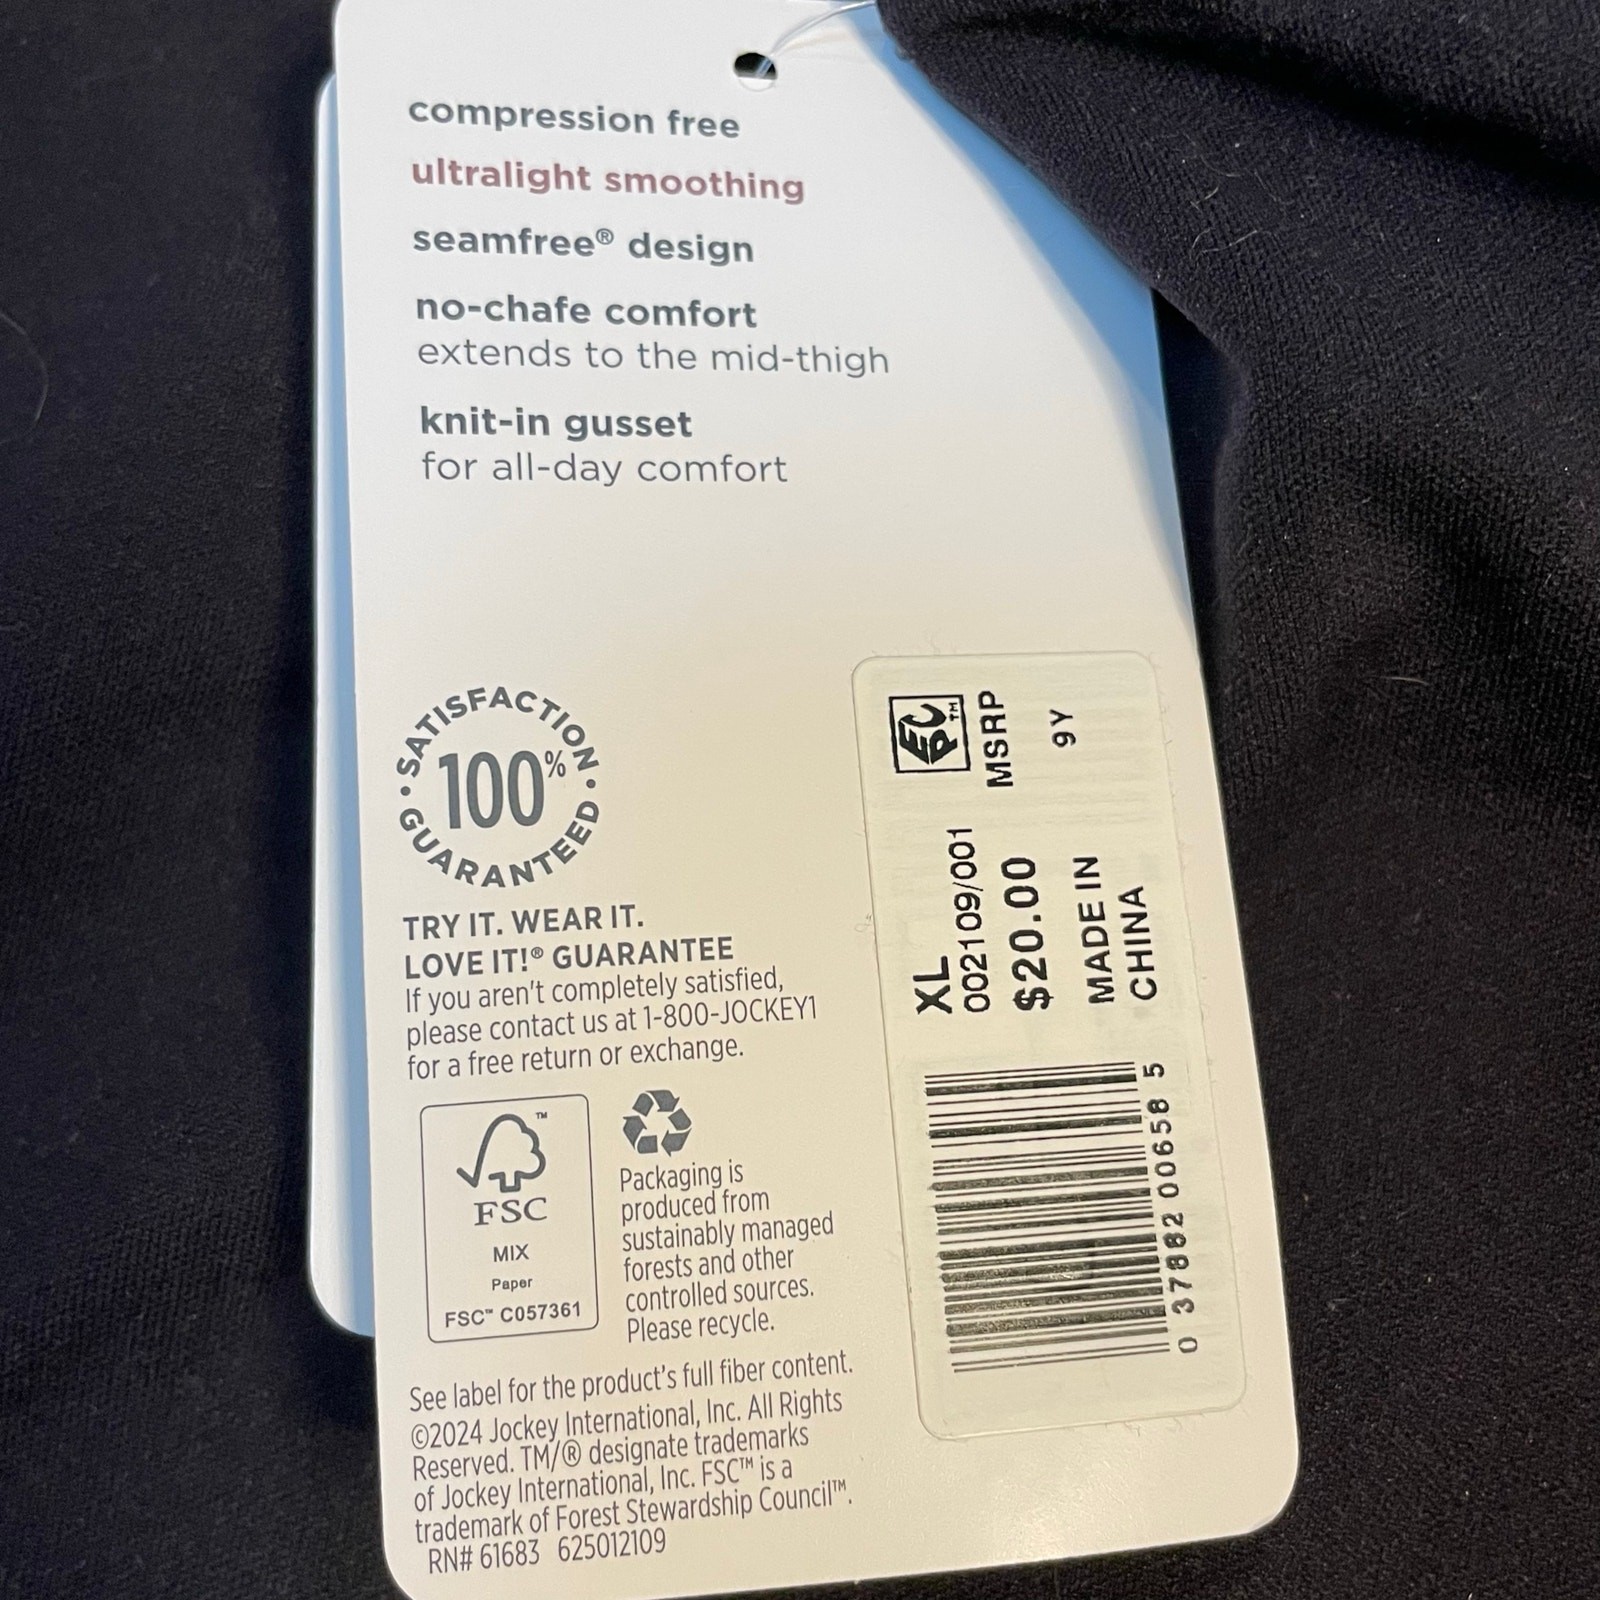 compression free
ultralight smoothing
seamfree® design
no-chafe comfort
extends to the mid-thigh
knit-in gusset
for all-day comfort
• SATISFACTION •
100%
GUARANTEED
TRY IT. WEAR IT.
LOVE IT!® GUARANTEE
If you aren't completely satisfied,
please contact us at 1-800-JOCKEY1
for a free return or exchange.
FSC
™
MIX
Paper
FSC™ C057361
Packaging is
produced from
sustainably managed
forests and other
controlled sources.
Please recycle.
See label for the product's full fiber content.
©2024 Jockey International, Inc. All Rights
Reserved. TM/® designate trademarks
of Jockey International, Inc. FSC™ is a
trademark of Forest Stewardship Council™.
RN# 61683 625012109
XL
EPC™
002109/001
MSRP
$20.00
9Y
MADE IN
CHINA
0 37882 00658 5